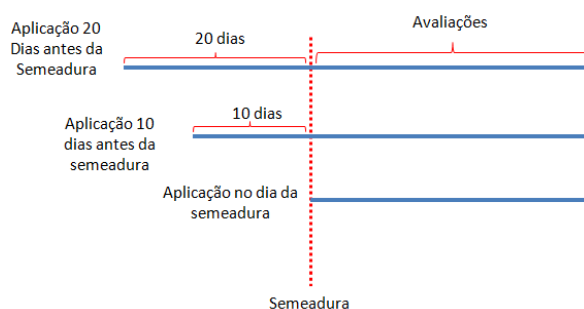 Aplicação 20
Dias antes da
Semeadura
20 dias
Avaliações
Aplicação 10
dias antes da
semeadura
10 dias
Aplicação no dia da
semeadura
Semeadura